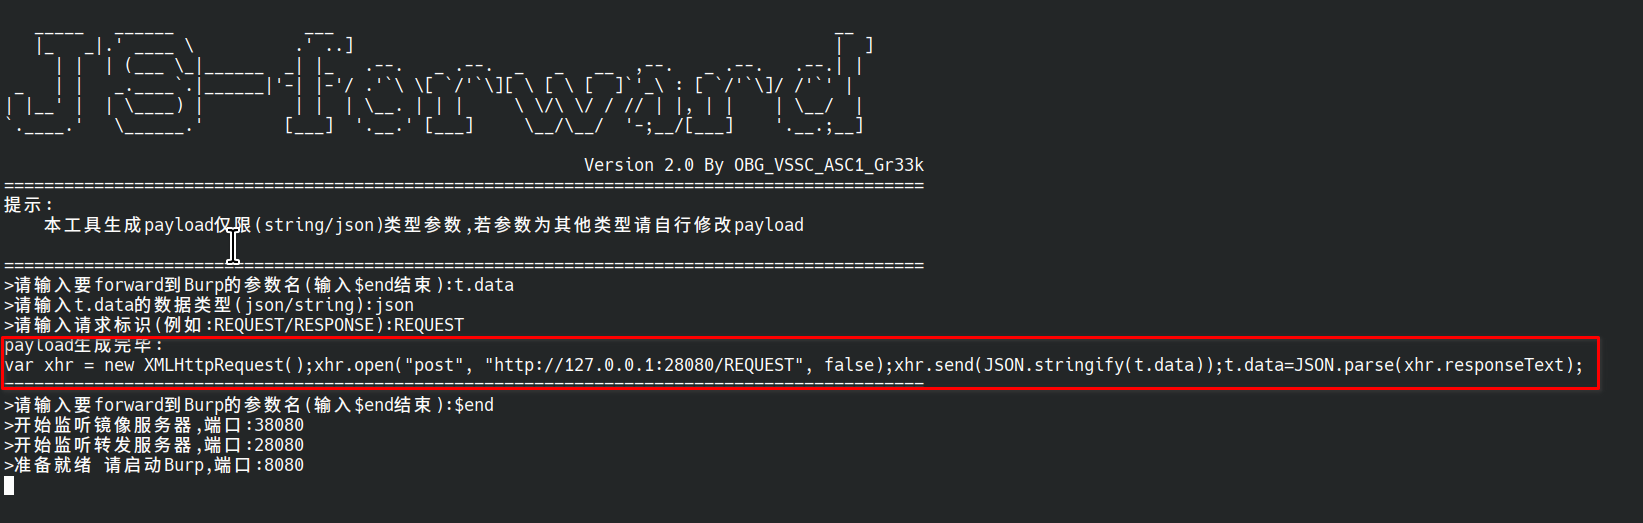 JS-forward
Version 2.0 By OBG_VSSC_ASC1_Gr33k
==============================================================================================
提示:
本工具生成payload仅限(string/json)类型参数,若参数为其他类型请自行修改payload
==============================================================================================
>请输入要forward到Burp的参数名(输入$end结束):t.data
>请输入t.data的数据类型(json/string):json
>请输入请求标识(例如:REQUEST/RESPONSE):REQUEST
payload生成完毕:
var xhr = new XMLHttpRequest();xhr.open("post", "http://127.0.0.1:28080/REQUEST", false);xhr.send(JSON.stringify(t.data));t.data=JSON.parse(xhr.responseText);
==============================================================================================
>请输入要forward到Burp的参数名(输入$end结束):$end
>开始监听镜像服务器,端口:38080
>开始监听转发服务器,端口:28080
>准备就绪 请启动Burp,端口:8080